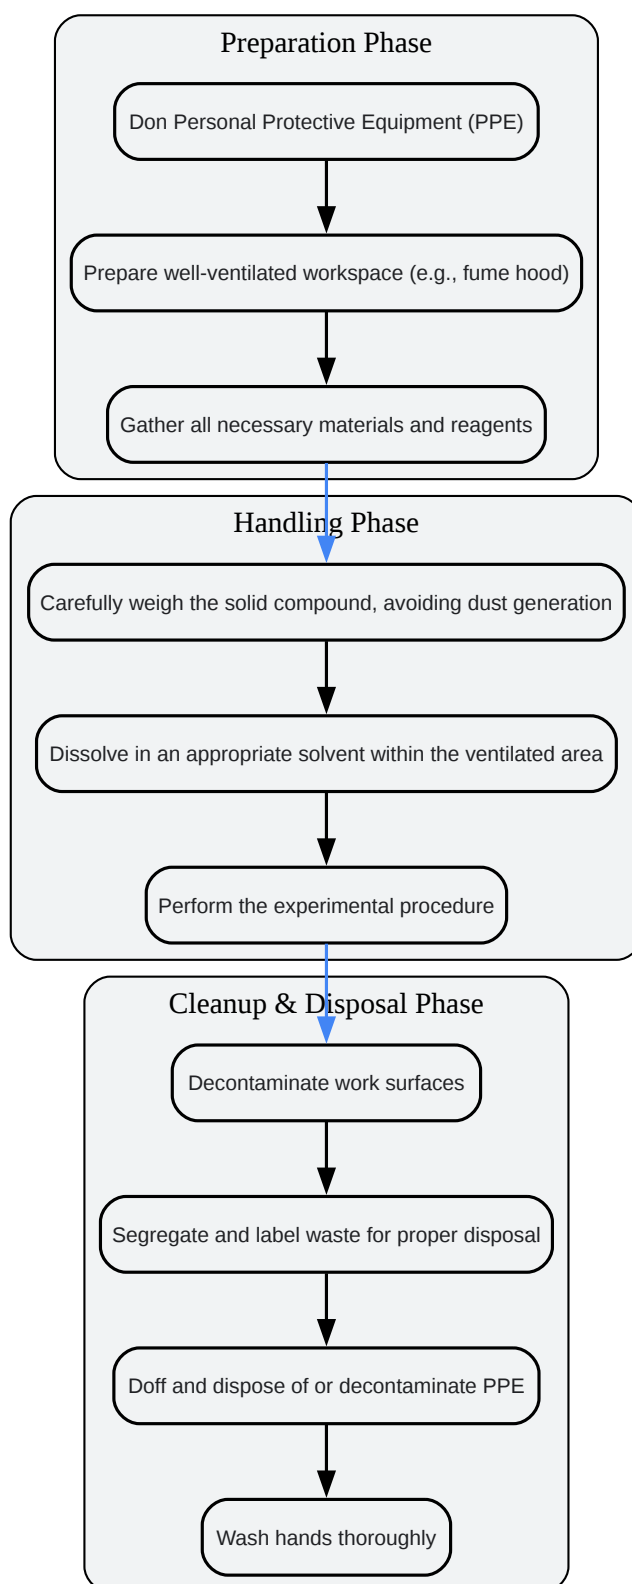 Preparation Phase
Don Personal Protective Equipment (PPE)
Prepare well-ventilated workspace (e.g., fume hood)
Gather all necessary materials and reagents
Handling Phase
Carefully weigh the solid compound, avoiding dust generation
Dissolve in an appropriate solvent within the ventilated area
Perform the experimental procedure
Cleanup & Disposal Phase
Decontaminate work surfaces
Segregate and label waste for proper disposal
Doff and dispose of or decontaminate PPE
Wash hands thoroughly